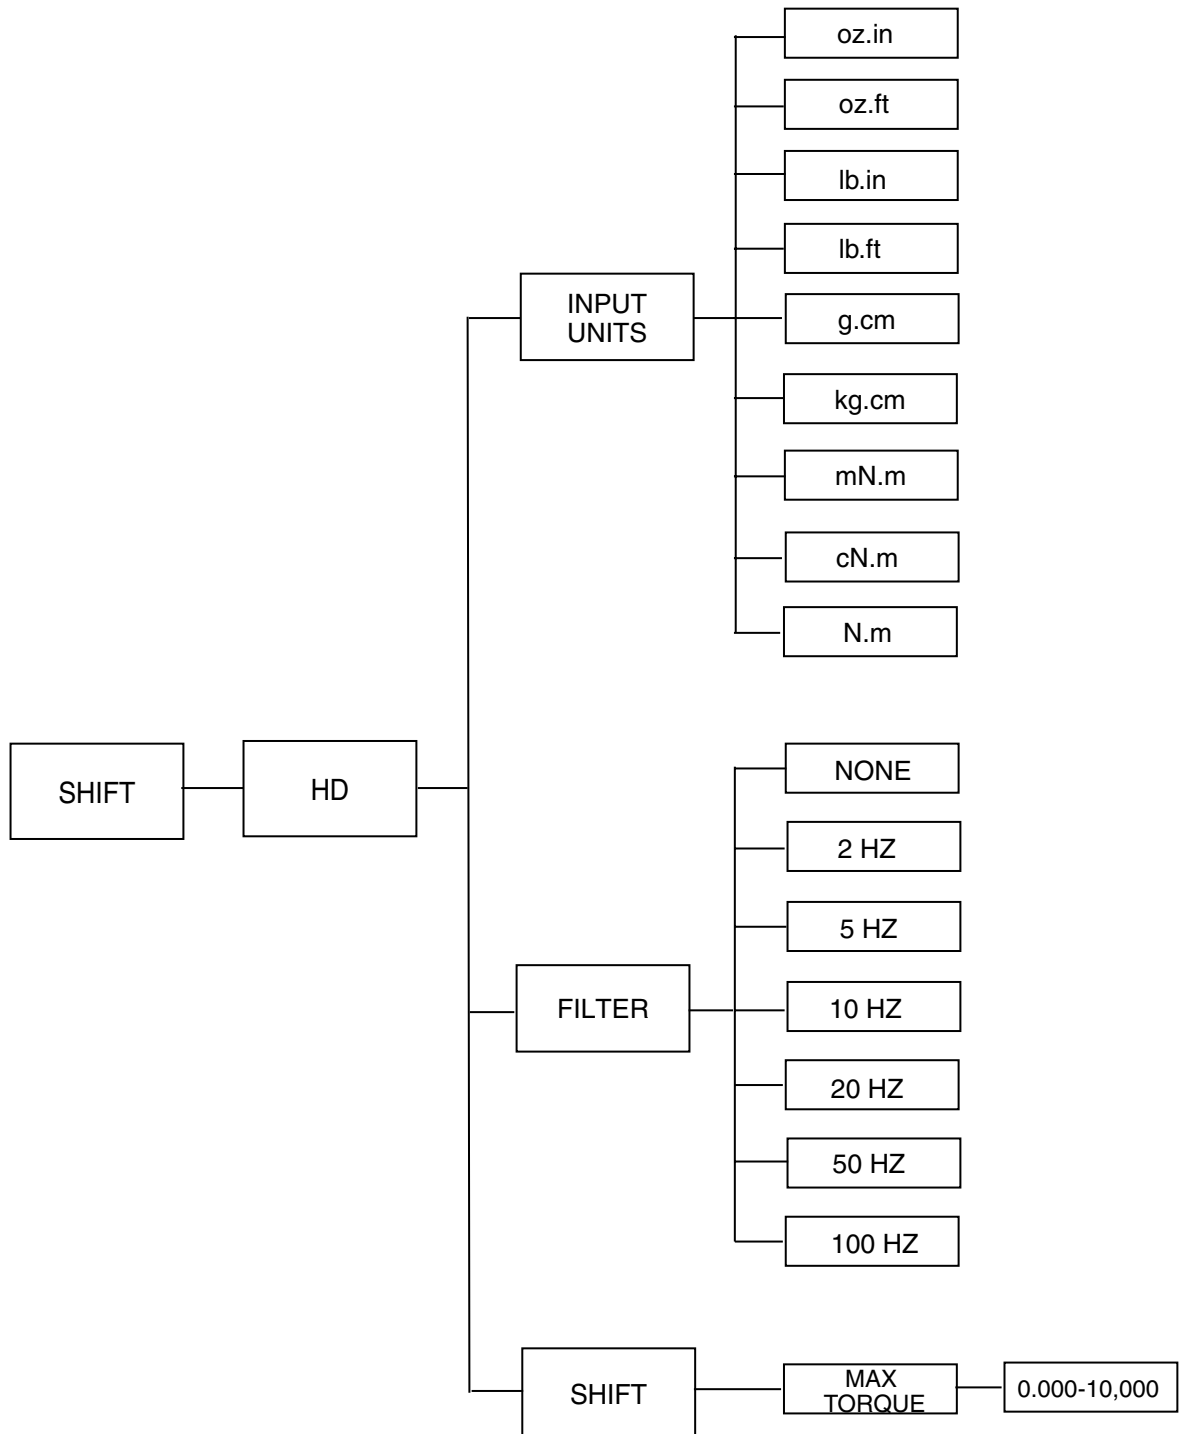 oz.in
oz.ft
lb.in
lb.ft
INPUT
UNITS
g.cm
kg.cm
mN.m
cN.m
N.m
SHIFT
HD
NONE
2 HZ
5 HZ
FILTER
10 HZ
20 HZ
50 HZ
100 HZ
SHIFT
MAX
TORQUE
0.000-10,000